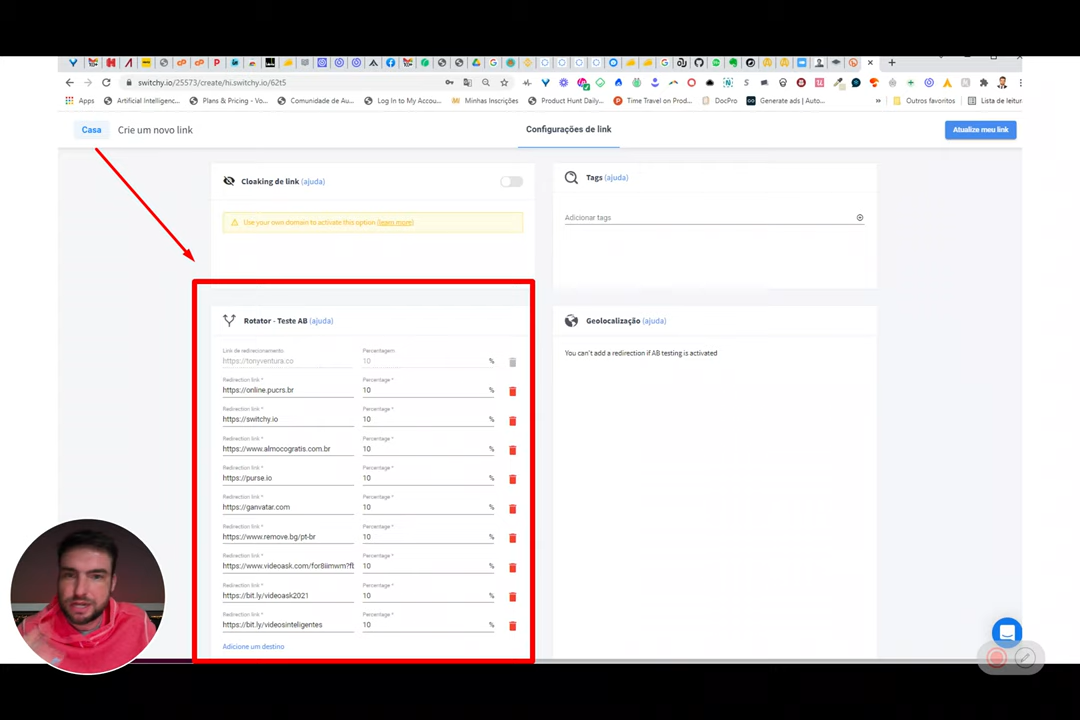 switchy.io/25573/create/hi.switchy.io/62t5
Apps
Artificial Intelligenc...
Plans & Pricing - Vo...
Comunidade de Au...
Log In to My Accou...
Minhas Inscrições
Product Hunt Daily...
Time Travel on Prod...
DocPro
Generate ads | Auto...
»
Outros favoritos
Lista de leitur
Casa
Crie um novo link
Configurações de link
Atualize meu link
Cloaking de link (ajuda)
Use your own domain to activate this option (learn more)
Tags (ajuda)
Adicionar tags
Rotator - Teste AB (ajuda)
Link de redirecionamento
Percentagem
https://tonyventura.co
10 %
Redirection link *
Percentage *
https://online.pucrs.br
10 %
Redirection link *
Percentage *
https://switchy.io
10 %
Redirection link *
Percentage *
https://www.almocogratis.com.br
10 %
Redirection link *
Percentage *
https://purse.io
10 %
Redirection link *
Percentage *
https://ganvatar.com
10 %
Redirection link *
Percentage *
https://www.remove.bg/pt-br
10 %
Redirection link *
Percentage *
10 %
Redirection link *
Percentage *
https://bit.ly/videoask2021
10 %
Redirection link *
Percentage *
https://bit.ly/videosinteligentes
10 %
Adicione um destino
Geolocalização (ajuda)
You can't add a redirection if AB testing is activated